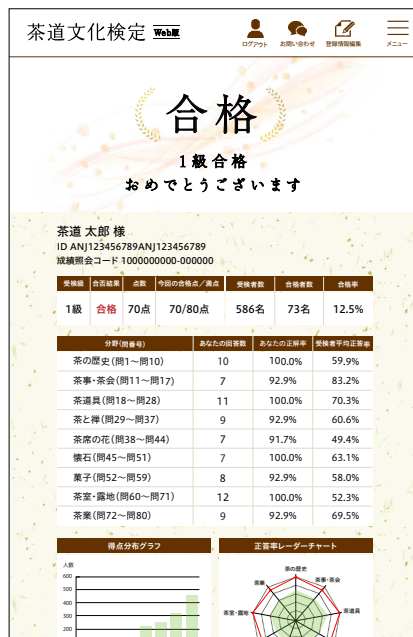 茶道文化検定 Web版
ログアウト お問い合わせ 登録情報編集 メニュー
合格
1級合格
おめでとうございます
茶道 太郎 様
ID ANJ123456789ANJ123456789
成績照会コード 1000000000-000000
受検級 合否結果 点数 今回の合格点／満点 受検者数 合格者数 合格率
1級 合格 70点 70/80点 586名 73名 12.5%
分野(問番号) あなたの回答数 あなたの正解率 受検者平均正答率
茶の歴史(問1～問10) 10 100.0% 59.9%
茶事･茶会(問11～問17) 7 92.9% 83.2%
茶道具(問18～問28) 11 100.0% 70.3%
茶と禅(問29～問37) 9 92.9% 60.6%
茶席の花(問38～問44) 7 91.7% 49.4%
懐石(問45～問51) 7 100.0% 63.1%
菓子(問52～問59) 8 92.9% 58.0%
茶室･露地(問60～問71) 12 100.0% 52.3%
茶業(問72～問80) 9 92.9% 69.5%
得点分布グラフ 正答率レーダーチャート
人数
600
500
400
300
200
茶の歴史
茶業 茶事･茶会
茶室･露地 茶道具